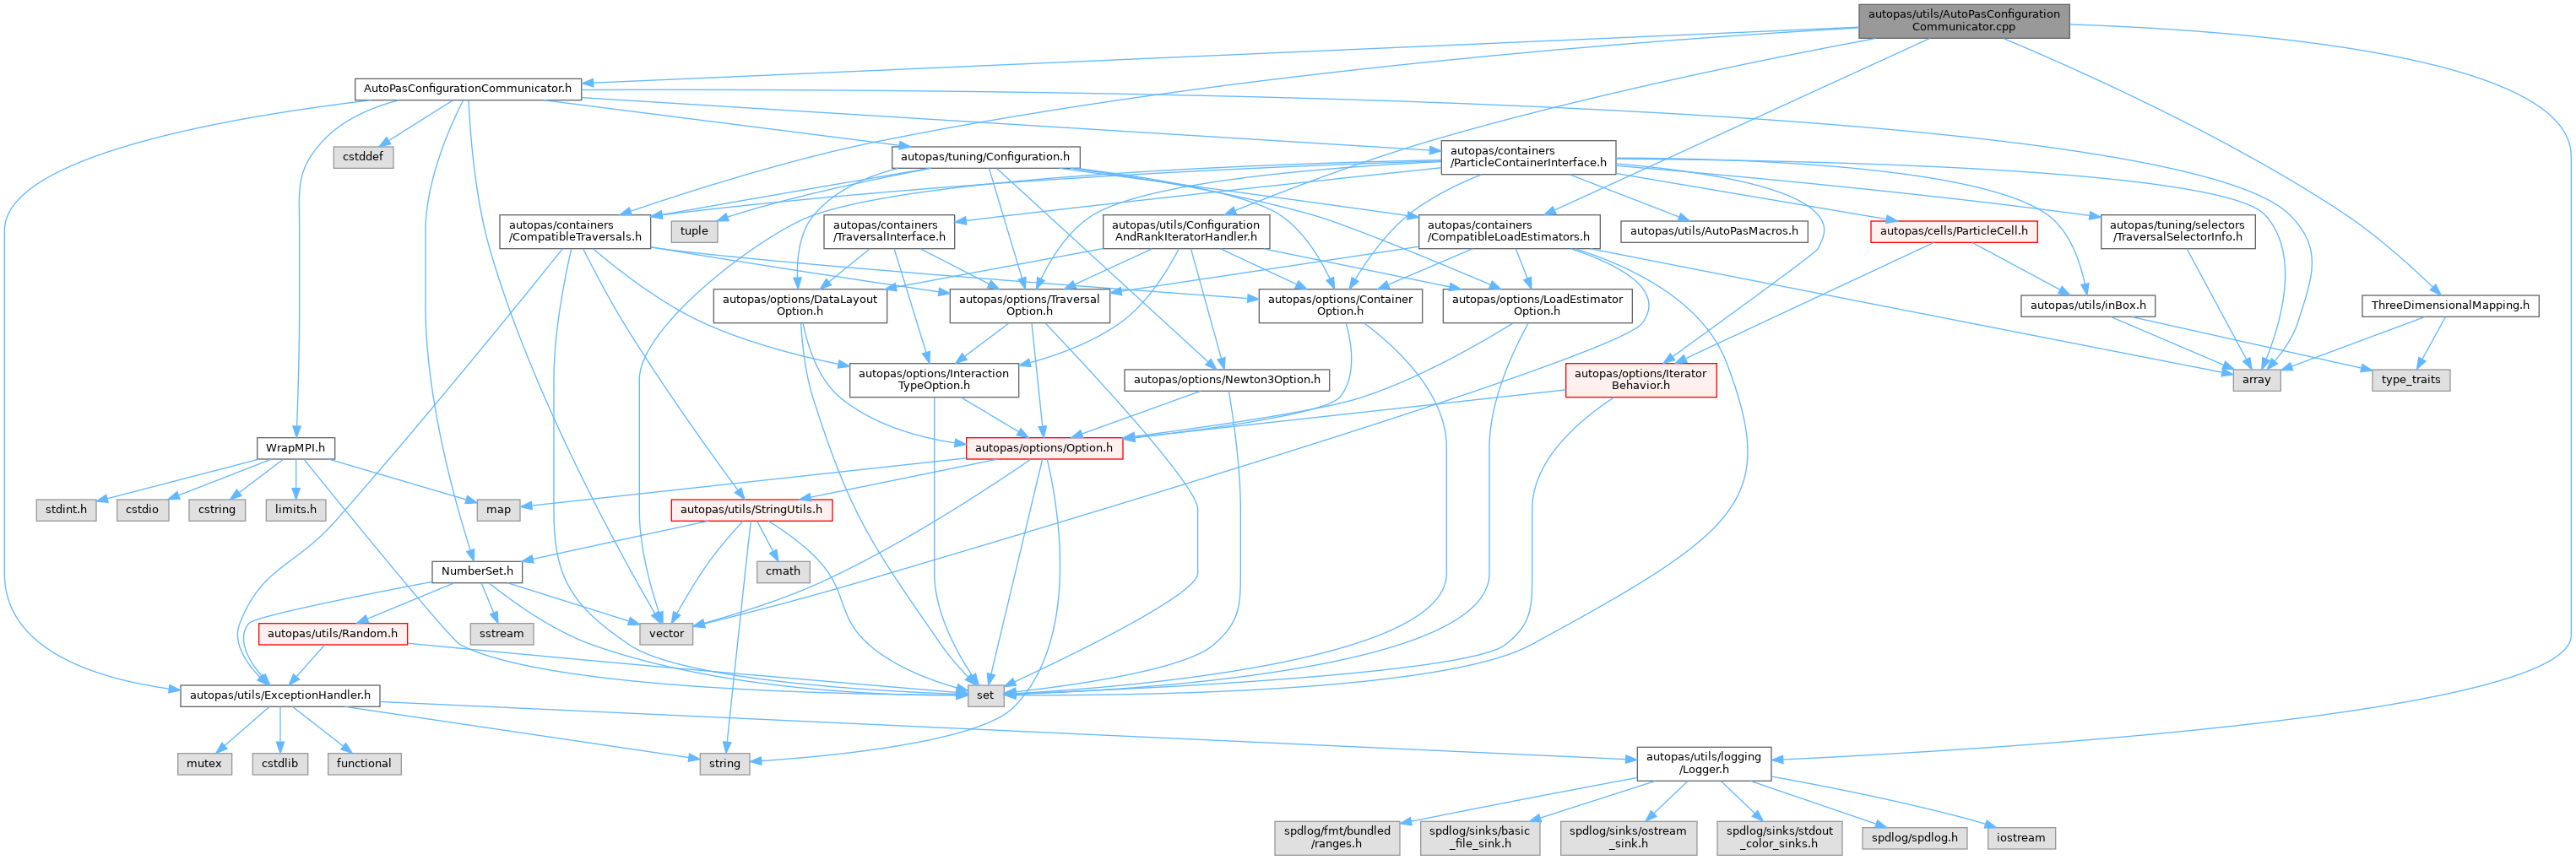 autopas/utils/AutoPasConfiguration
Communicator.cpp
AutoPasConfigurationCommunicator.h
cstddef
autopas/tuning/Configuration.h
autopas/containers
/ParticleContainerInterface.h
autopas/containers
/CompatibleTraversals.h
tuple
autopas/containers
/TraversalInterface.h
autopas/utils/Configuration
AndRankIteratorHandler.h
autopas/containers
/CompatibleLoadEstimators.h
autopas/utils/AutoPasMacros.h
autopas/cells/ParticleCell.h
autopas/tuning/selectors
/TraversalSelectorInfo.h
autopas/options/DataLayout
Option.h
autopas/options/Traversal
Option.h
autopas/options/Container
Option.h
autopas/options/LoadEstimator
Option.h
autopas/utils/inBox.h
ThreeDimensionalMapping.h
autopas/options/Interaction
TypeOption.h
autopas/options/Newton3Option.h
autopas/options/Iterator
Behavior.h
array
type_traits
WrapMPI.h
autopas/options/Option.h
stdint.h
cstdio
cstring
limits.h
map
autopas/utils/StringUtils.h
NumberSet.h
cmath
autopas/utils/Random.h
sstream
vector
autopas/utils/ExceptionHandler.h
set
mutex
cstdlib
functional
string
autopas/utils/logging
/Logger.h
spdlog/fmt/bundled
/ranges.h
spdlog/sinks/basic
_file_sink.h
spdlog/sinks/ostream
_sink.h
spdlog/sinks/stdout
_color_sinks.h
spdlog/spdlog.h
iostream